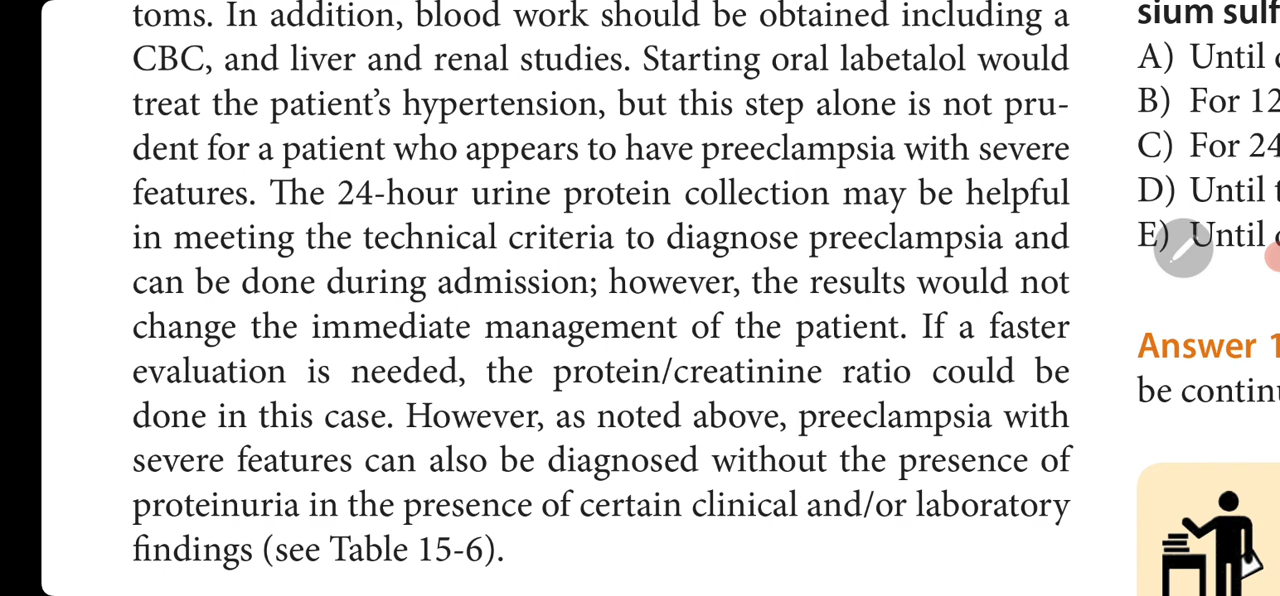 toms. In addition, blood work should be obtained including a
CBC, and liver and renal studies. Starting oral labetalol would
treat the patient’s hypertension, but this step alone is not pru-
dent for a patient who appears to have preeclampsia with severe
features. The 24-hour urine protein collection may be helpful
in meeting the technical criteria to diagnose preeclampsia and
can be done during admission; however, the results would not
change the immediate management of the patient. If a faster
evaluation is needed, the protein/creatinine ratio could be
done in this case. However, as noted above, preeclampsia with
severe features can also be diagnosed without the presence of
proteinuria in the presence of certain clinical and/or laboratory
findings (see Table 15-6).
sium sulf
A) Until
B) For 12
C) For 24
D) Until
E) Until
Answer 1
be contin